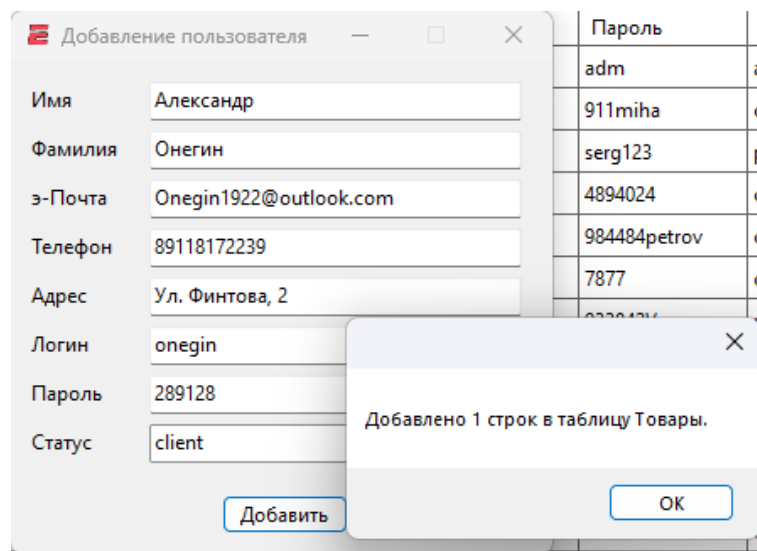 Добавление пользователя
Имя
Александр
Фамилия
Онегин
э-Почта
Onegin1922@outlook.com
Телефон
89118172239
Адрес
Ул. Финтова, 2
Логин
onegin
Пароль
289128
Статус
client
Добавить
Добавлено 1 строк в таблицу Товары.
OK
Пароль
adm
911miha
serg123
4894024
984484petrov
7877